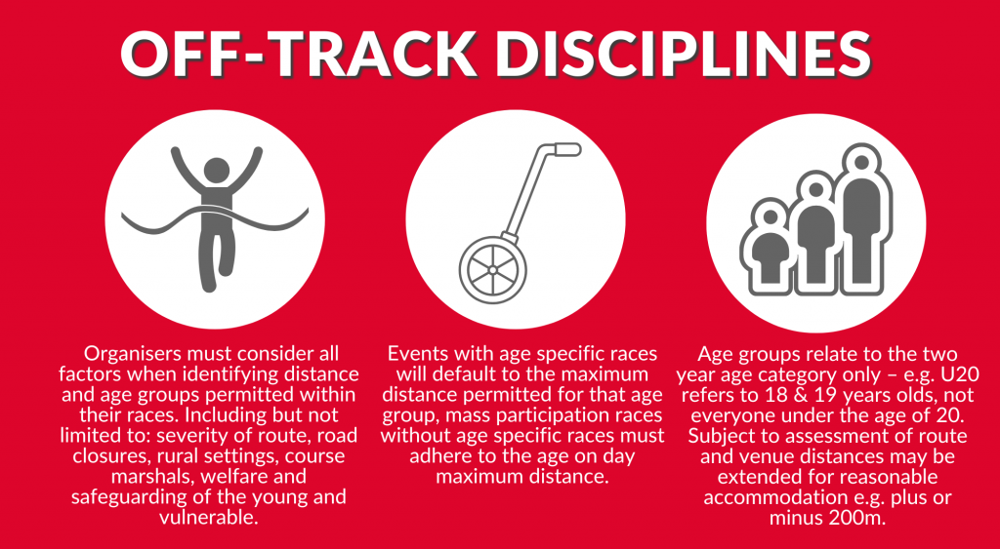 OFF-TRACK DISCIPLINES
Organisers must consider all
factors when identifying distance
and age groups permitted within
their races. Including but not
limited to: severity of route, road
closures, rural settings, course
marshals, welfare and
safeguarding of the young and
vulnerable.
Events with age specific races
will default to the maximum
distance permitted for that age
group, mass participation races
without age specific races must
adhere to the age on day
maximum distance.
Age groups relate to the two
year age category only – e.g. U20
refers to 18 & 19 years olds, not
everyone under the age of 20.
Subject to assessment of route
and venue distances may be
extended for reasonable
accommodation e.g. plus or
minus 200m.